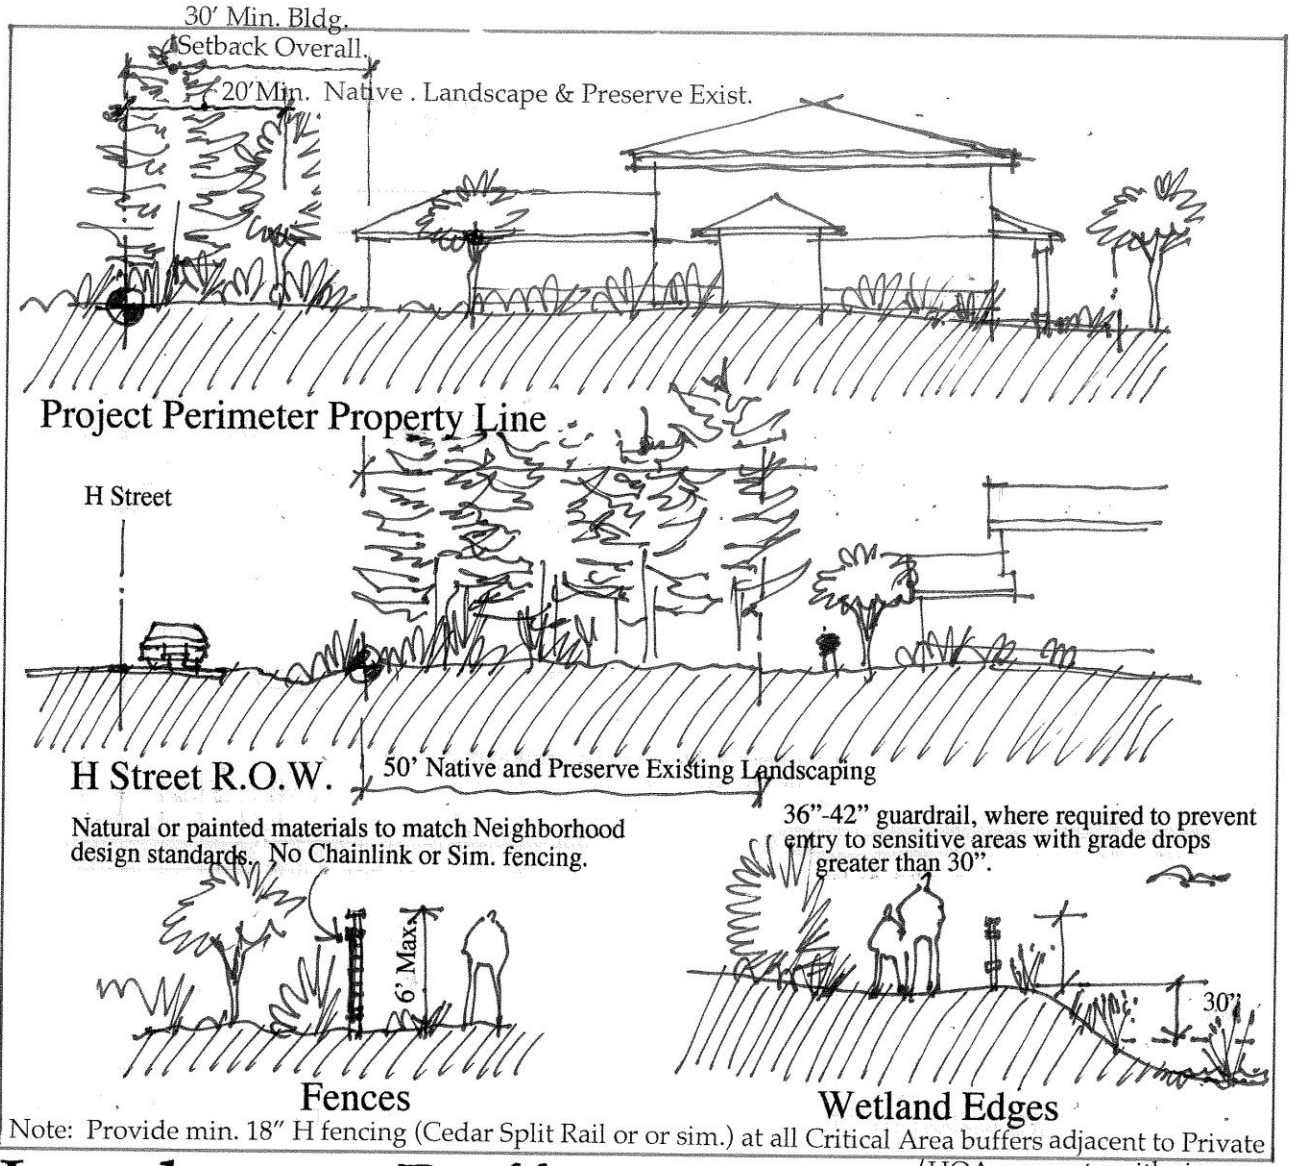 30' Min. Bldg.
Setback Overall.
20'Min. Native . Landscape & Preserve Exist.
Project Perimeter Property Line
H Street
H Street R.O.W.
50' Native and Preserve Existing Landscaping
Natural or painted materials to match Neighborhood
design standards. No Chainlink or Sim. fencing.
36”-42” guardrail, where required to prevent
entry to sensitive areas with grade drops
greater than 30”.
6' Max.
30”
Fences
Wetland Edges
Note: Provide min. 18" H fencing (Cedar Split Rail or or sim.) at all Critical Area buffers adjacent to Private